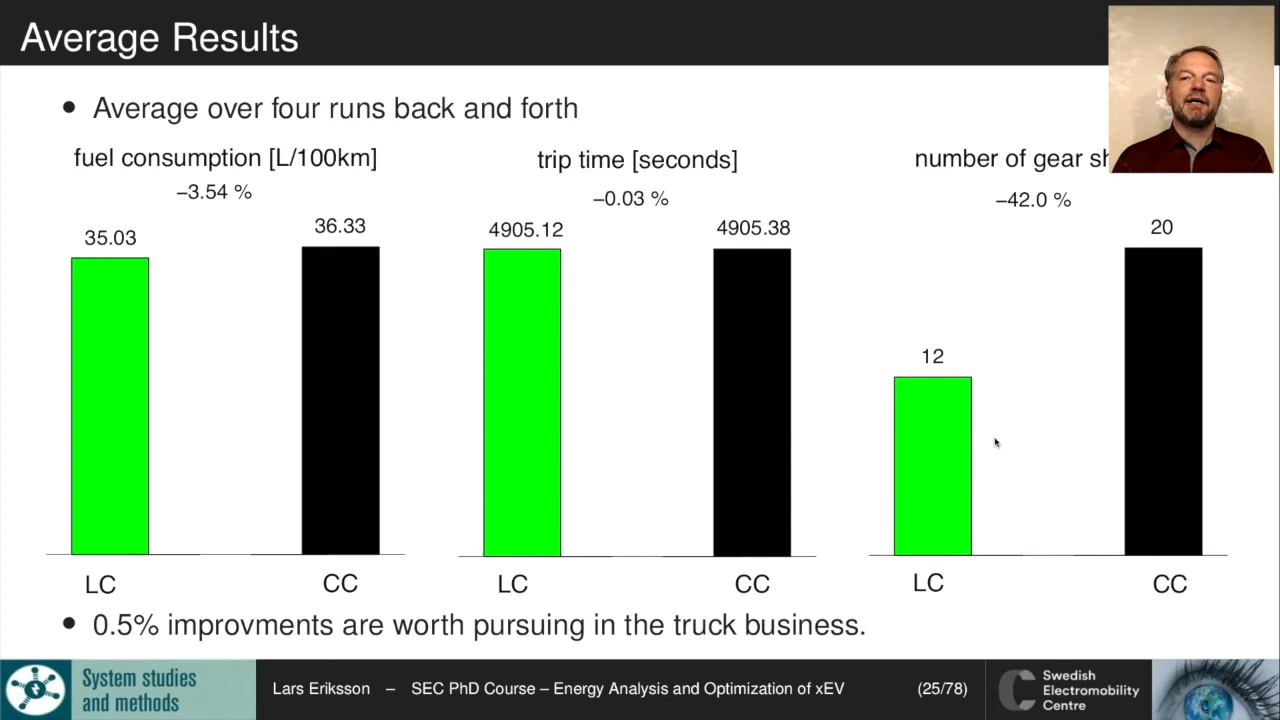 Average Results
• Average over four runs back and forth
fuel consumption [L/100km]
−3.54 %
35.03
36.33
LC
CC
trip time [seconds]
−0.03 %
4905.12
4905.38
LC
CC
number of gear
−42.0 %
12
20
LC
CC
• 0.5% improvments are worth pursuing in the truck business.
System studies
and methods
Lars Eriksson – SEC PhD Course – Energy Analysis and Optimization of xEV
(25/78)
Swedish
Electromobility
Centre